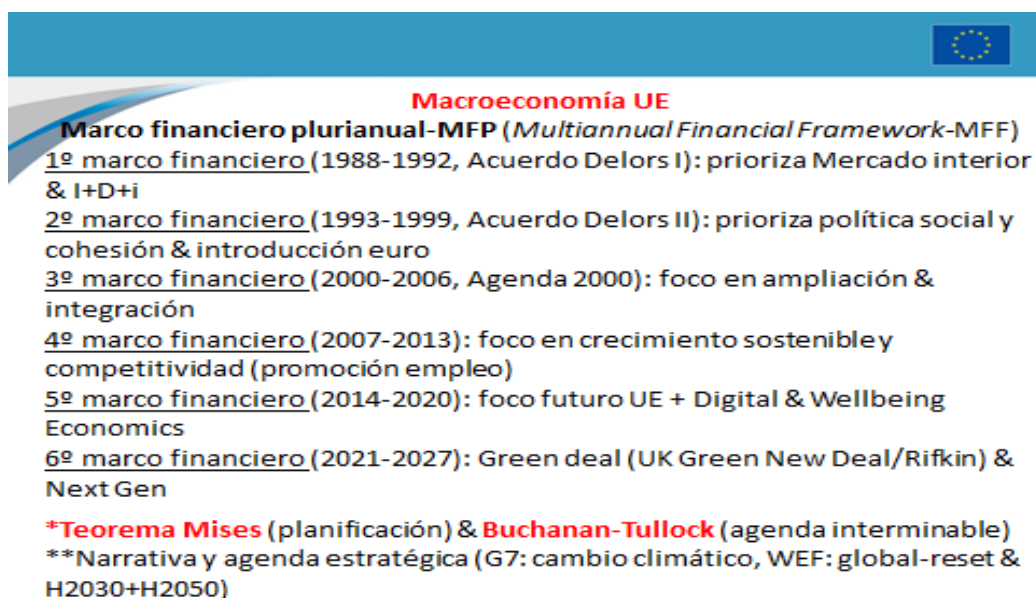 Macroeconomía UE
Marco financiero plurianual-MFP (Multiannual Financial Framework-MFF)
1º marco financiero (1988-1992, Acuerdo Delors I): prioriza Mercado interior
& I+D+i
2º marco financiero (1993-1999, Acuerdo Delors II): prioriza política social y
cohesión & introducción euro
3º marco financiero (2000-2006, Agenda 2000): foco en ampliación &
integración
4º marco financiero (2007-2013): foco en crecimiento sostenible y
competitividad (promoción empleo)
5º marco financiero (2014-2020): foco futuro UE + Digital & Wellbeing
Economics
6º marco financiero (2021-2027): Green deal (UK Green New Deal/Rifkin) &
Next Gen
*Teorema Mises (planificación) & Buchanan-Tullock (agenda interminable)
**Narrativa y agenda estratégica (G7: cambio climático, WEF: global-reset &
H2030+H2050)